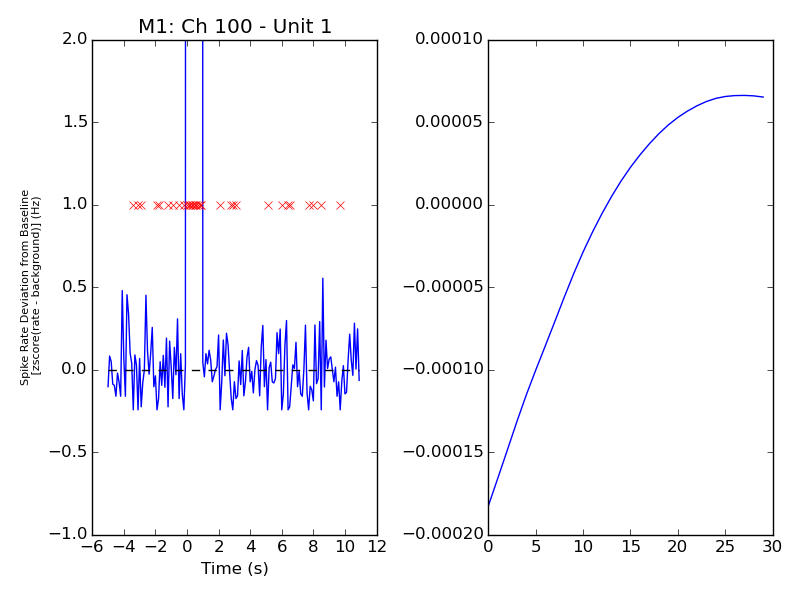 M1: Ch 100 - Unit 1
2.0
1.5
1.0
0.5
0.0
−0.5
−1.0
Spike Rate Deviation from Baseline
[zscore(rate - background)] (Hz)
−6 −4 −2 0 2 4 6 8 10 12
Time (s)
0.00010
0.00005
0.00000
−0.00005
−0.00010
−0.00015
−0.00020
0 5 10 15 20 25 30